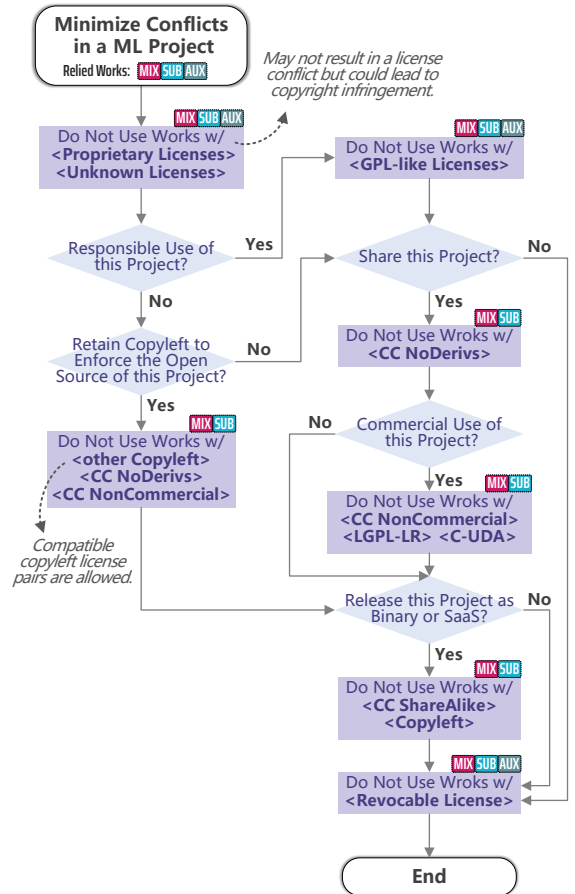 Minimize Conflicts
in a ML Project
Relied Works: MIX SUB AUX
May not result in a license
conflict but could lead to
copyright infringement.
MIX SUB AUX
Do Not Use Works w/
<Proprietary Licenses>
<Unknown Licenses>
MIX SUB AUX
Do Not Use Works w/
<GPL-like Licenses>
Responsible Use of
this Project?
Yes
No
Share this Project?
No
Yes
Retain Copyleft to
Enforce the Open
Source of this Project?
No
Yes
MIX SUB
Do Not Use Wroks w/
<CC NoDerivs>
MIX SUB
Do Not Use Works w/
<other Copyleft>
<CC NoDerivs>
<CC NonCommercial>
Compatible
copyleft license
pairs are allowed.
No
Commercial Use of
this Project?
Yes
MIX SUB
Do Not Use Wroks w/
<CC NonCommercial>
<LGPL-LR> <C-UDA>
Release this Project as
Binary or SaaS?
No
Yes
MIX SUB
Do Not Use Wroks w/
<CC ShareAlike>
<Copyleft>
MIX SUB AUX
Do Not Use Wroks w/
<Revocable License>
End